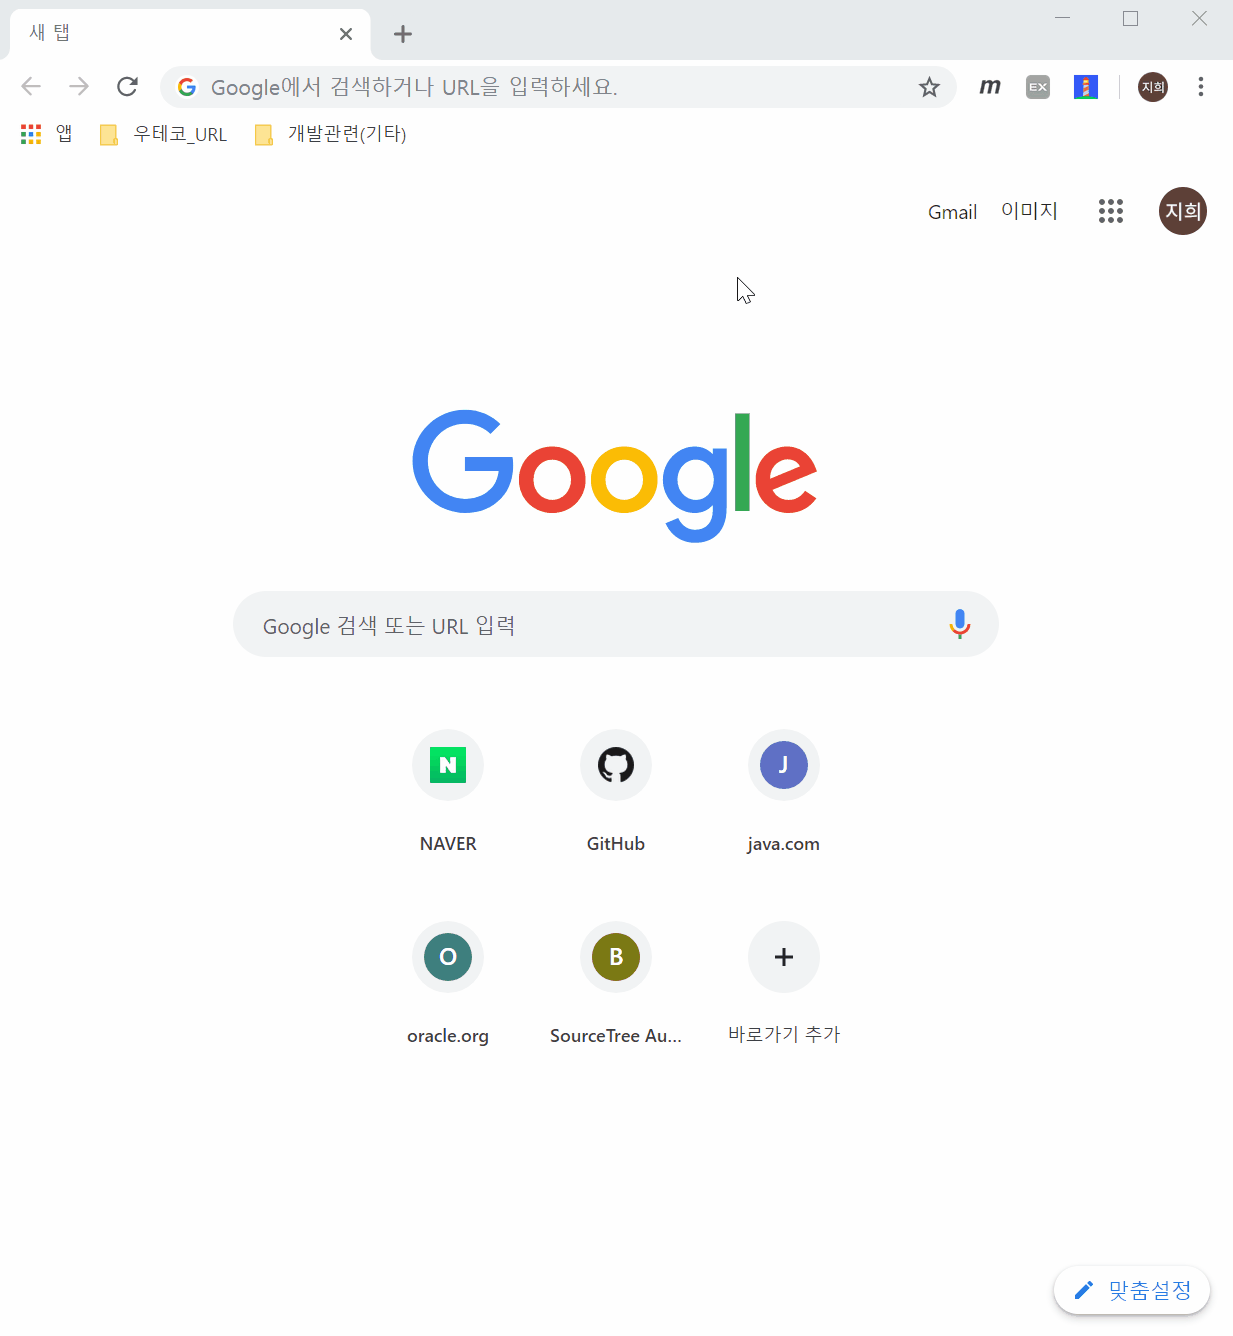 새 탭
Google에서 검색하거나 URL을 입력하세요.
m
EX
지희
앱
우테코_URL
개발관련(기타)
Gmail
이미지
지희
Google
Google 검색 또는 URL 입력
N
J
NAVER
GitHub
java.com
O
B
oracle.org
SourceTree Au...
바로가기 추가
맞춤설정